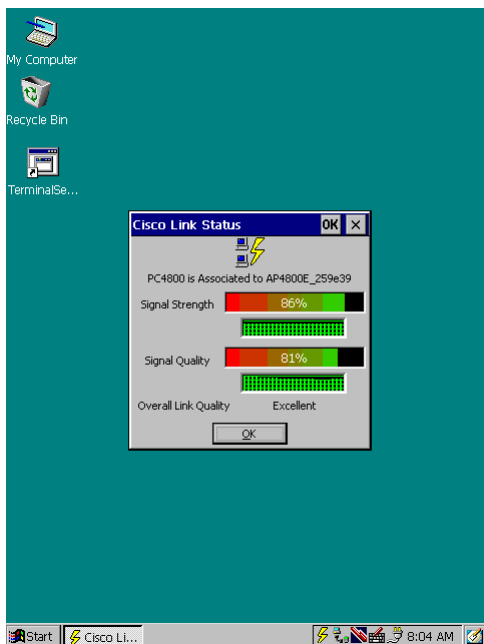 My Computer
Recycle Bin
TerminalSe...
Cisco Link Status OK
PC4800 is Associated to AP4800E_259e39
Signal Strength 86%
Signal Quality 81%
Overall Link Quality Excellent
OK
Start Cisco Li... 8:04 AM